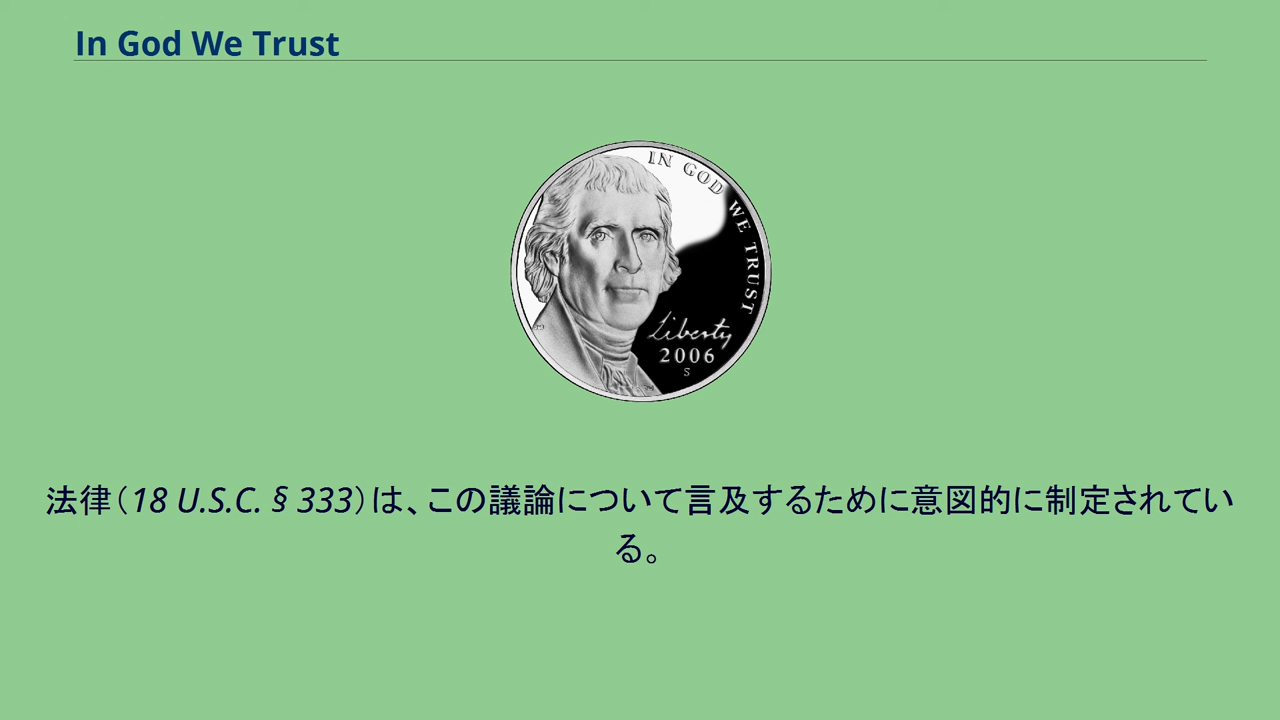 In God We Trust
IN GOD WE TRUST
Liberty
2006
S
法律（18 U.S.C. § 333）は、この議論について言及するために意図的に制定されてい
る。